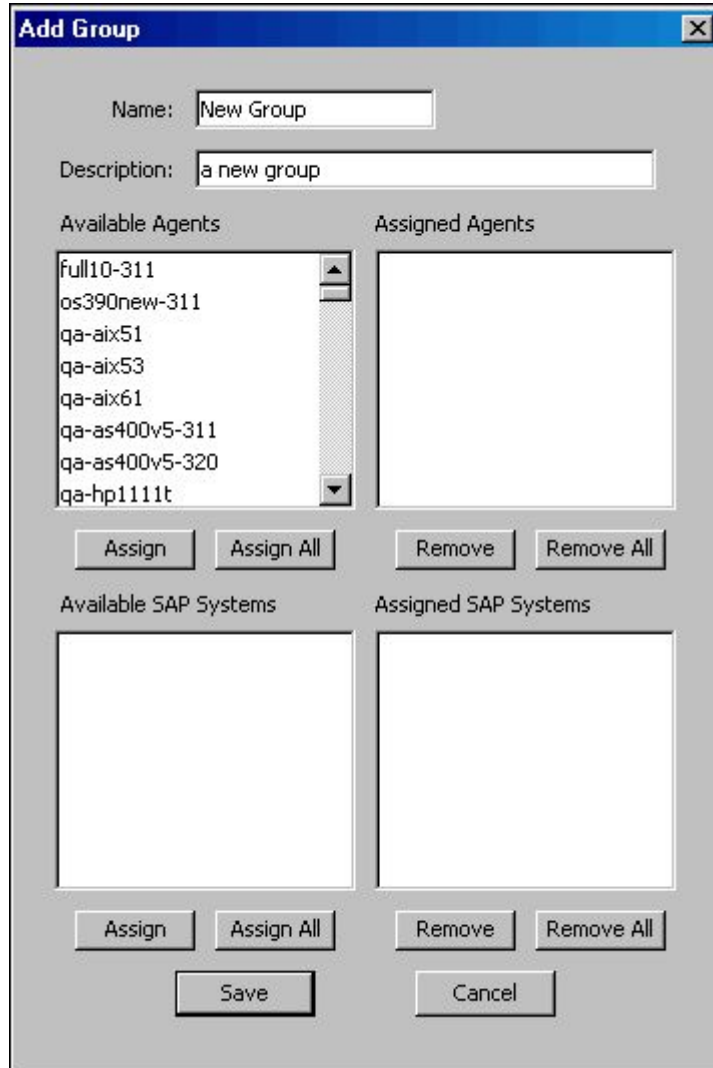 Add Group
Name: New Group
Description: a new group
Available Agents
Assigned Agents
full10-311
os390new-311
qa-aix51
qa-aix53
qa-aix61
qa-as400v5-311
qa-as400v5-320
qa-hp1111t
Assign Assign All Remove Remove All
Available SAP Systems
Assigned SAP Systems
Assign Assign All Remove Remove All
Save Cancel